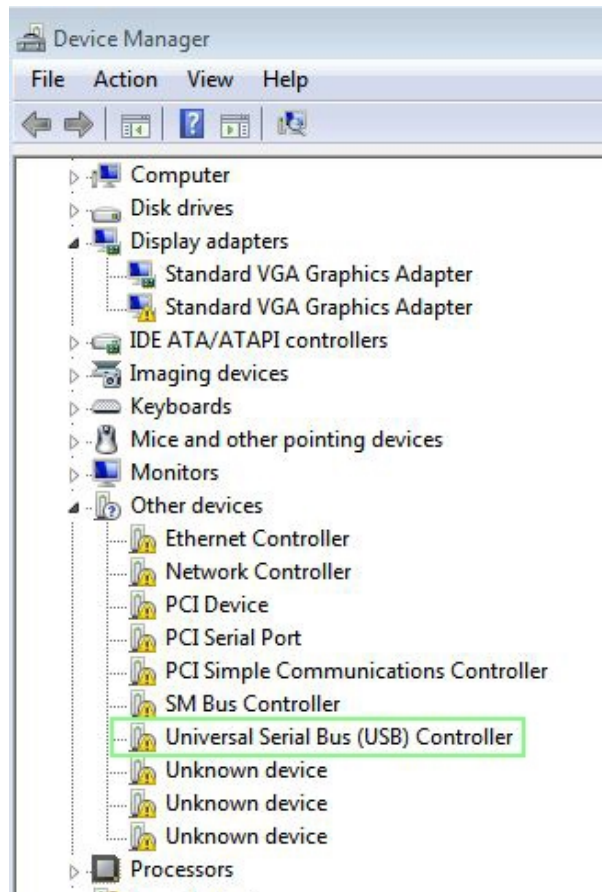 Device Manager
File Action View Help
Computer
Disk drives
Display adapters
Standard VGA Graphics Adapter
Standard VGA Graphics Adapter
IDE ATA/ATAPI controllers
Imaging devices
Keyboards
Mice and other pointing devices
Monitors
Other devices
Ethernet Controller
Network Controller
PCI Device
PCI Serial Port
PCI Simple Communications Controller
SM Bus Controller
Universal Serial Bus (USB) Controller
Unknown device
Unknown device
Unknown device
Processors